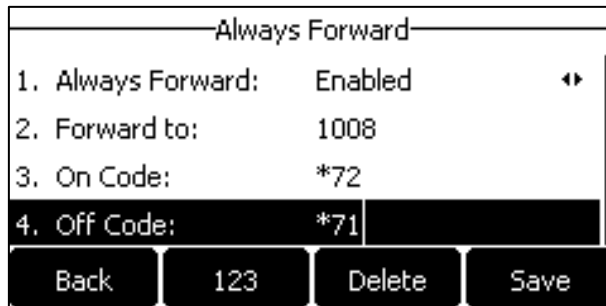 Always Forward
1. Always Forward: Enabled
2. Forward to: 1008
3. On Code: *72
4. Off Code: *71
Back 123 Delete Save